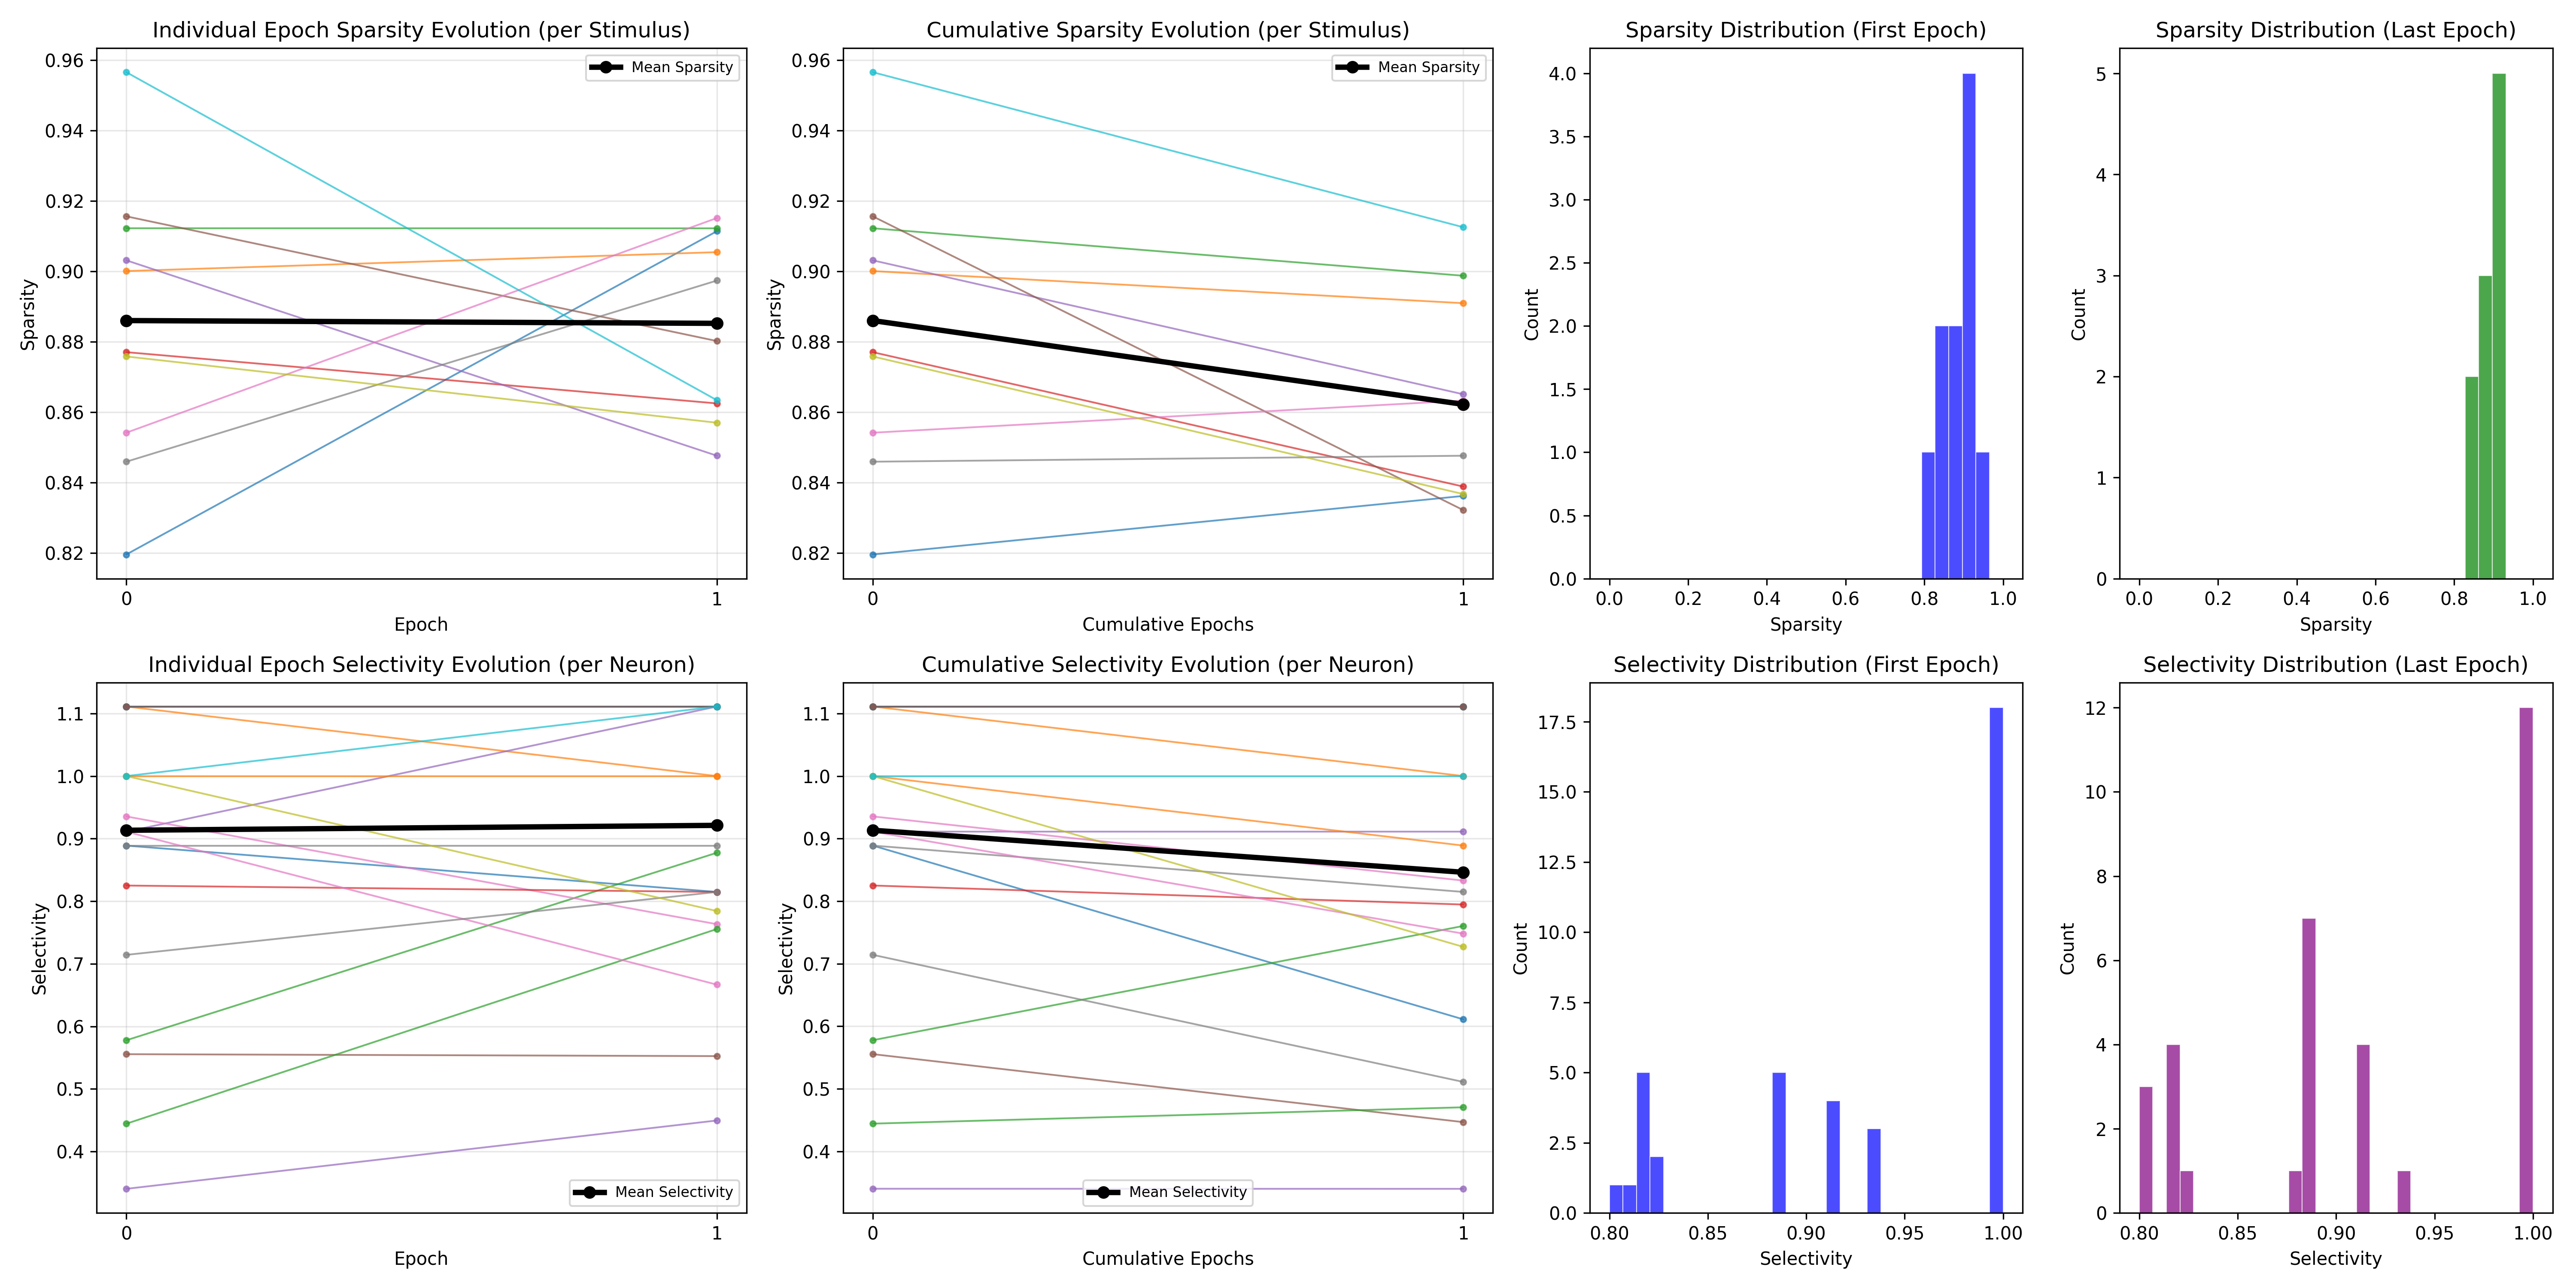 Individual Epoch Sparsity Evolution (per Stimulus)
Sparsity
0.96
0.94
0.92
0.90
0.88
0.86
0.84
0.82
Mean Sparsity
0 1
Epoch
Cumulative Sparsity Evolution (per Stimulus)
Sparsity
0.96
0.94
0.92
0.90
0.88
0.86
0.84
0.82
Mean Sparsity
0 1
Cumulative Epochs
Sparsity Distribution (First Epoch)
Count
4.0
3.5
3.0
2.5
2.0
1.5
1.0
0.5
0.0
0.0 0.2 0.4 0.6 0.8 1.0
Sparsity
Sparsity Distribution (Last Epoch)
Count
5
4
3
2
1
0
0.0 0.2 0.4 0.6 0.8 1.0
Sparsity
Individual Epoch Selectivity Evolution (per Neuron)
Selectivity
1.1
1.0
0.9
0.8
0.7
0.6
0.5
0.4
Mean Selectivity
0 1
Epoch
Cumulative Selectivity Evolution (per Neuron)
Selectivity
1.1
1.0
0.9
0.8
0.7
0.6
0.5
0.4
Mean Selectivity
0 1
Cumulative Epochs
Selectivity Distribution (First Epoch)
Count
17.5
15.0
12.5
10.0
7.5
5.0
2.5
0.0
0.80 0.85 0.90 0.95 1.00
Selectivity
Selectivity Distribution (Last Epoch)
Count
12
10
8
6
4
2
0
0.80 0.85 0.90 0.95 1.00
Selectivity